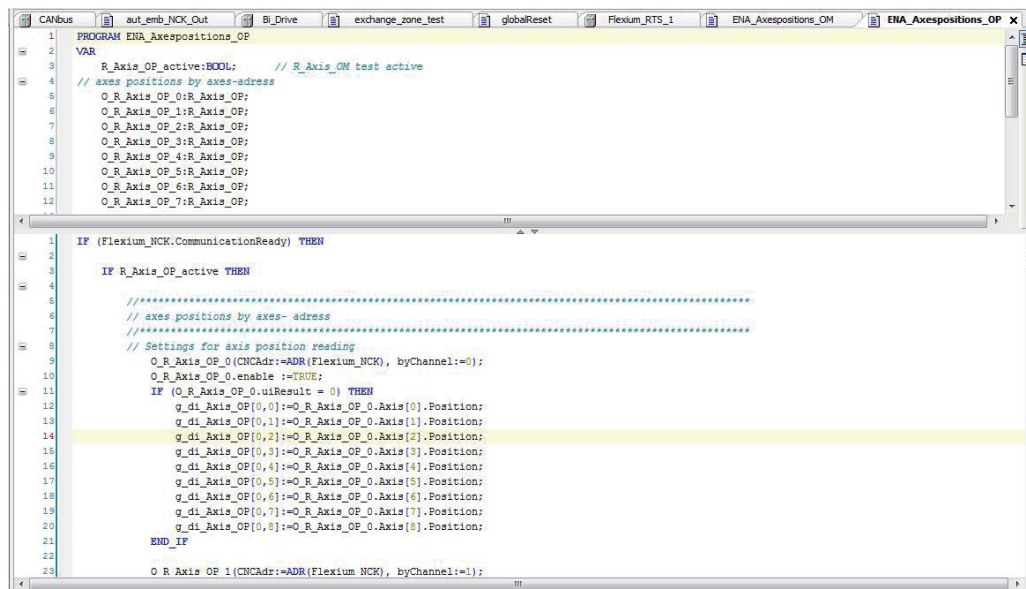 CANbus aut_emb_NCK_Out Bi_Drive exchange_zone_test globalReset Flexium_RTS_1 ENA_Axespositions_OM ENA_Axespositions_OP X
1 PROGRAM ENA_Axespositions_OP
2 VAR
3 R_Axis_OP_active:BOOL; // R_Axis_OM test active
4 // axes positions by axes-adress
5 O_R_Axis_OP_0:R_Axis_OP;
6 O_R_Axis_OP_1:R_Axis_OP;
7 O_R_Axis_OP_2:R_Axis_OP;
8 O_R_Axis_OP_3:R_Axis_OP;
9 O_R_Axis_OP_4:R_Axis_OP;
10 O_R_Axis_OP_5:R_Axis_OP;
11 O_R_Axis_OP_6:R_Axis_OP;
12 O_R_Axis_OP_7:R_Axis_OP;
1 IF (Flexium_NCK.CommunicationReady) THEN
2
3 IF R_Axis_OP_active THEN
4
5 //**************************************************************************************************
6 // axes positions by axes- adress
7 //**************************************************************************************************
8 // Settings for axis position reading
9 O_R_Axis_OP_0(CNCAdr:=ADR(Flexium_NCK), byChannel:=0);
10 O_R_Axis_OP_0.enable :=TRUE;
11 IF (O_R_Axis_OP_0.uiResult = 0) THEN
12 g_di_Axis_OP[0,0]:=O_R_Axis_OP_0.Axis[0].Position;
13 g_di_Axis_OP[0,1]:=O_R_Axis_OP_0.Axis[1].Position;
14 g_di_Axis_OP[0,2]:=O_R_Axis_OP_0.Axis[2].Position;
15 g_di_Axis_OP[0,3]:=O_R_Axis_OP_0.Axis[3].Position;
16 g_di_Axis_OP[0,4]:=O_R_Axis_OP_0.Axis[4].Position;
17 g_di_Axis_OP[0,5]:=O_R_Axis_OP_0.Axis[5].Position;
18 g_di_Axis_OP[0,6]:=O_R_Axis_OP_0.Axis[6].Position;
19 g_di_Axis_OP[0,7]:=O_R_Axis_OP_0.Axis[7].Position;
20 g_di_Axis_OP[0,8]:=O_R_Axis_OP_0.Axis[8].Position;
21 END_IF
22
23 O_R_Axis_OP_1(CNCAdr:=ADR(Flexium_NCK), byChannel:=1);